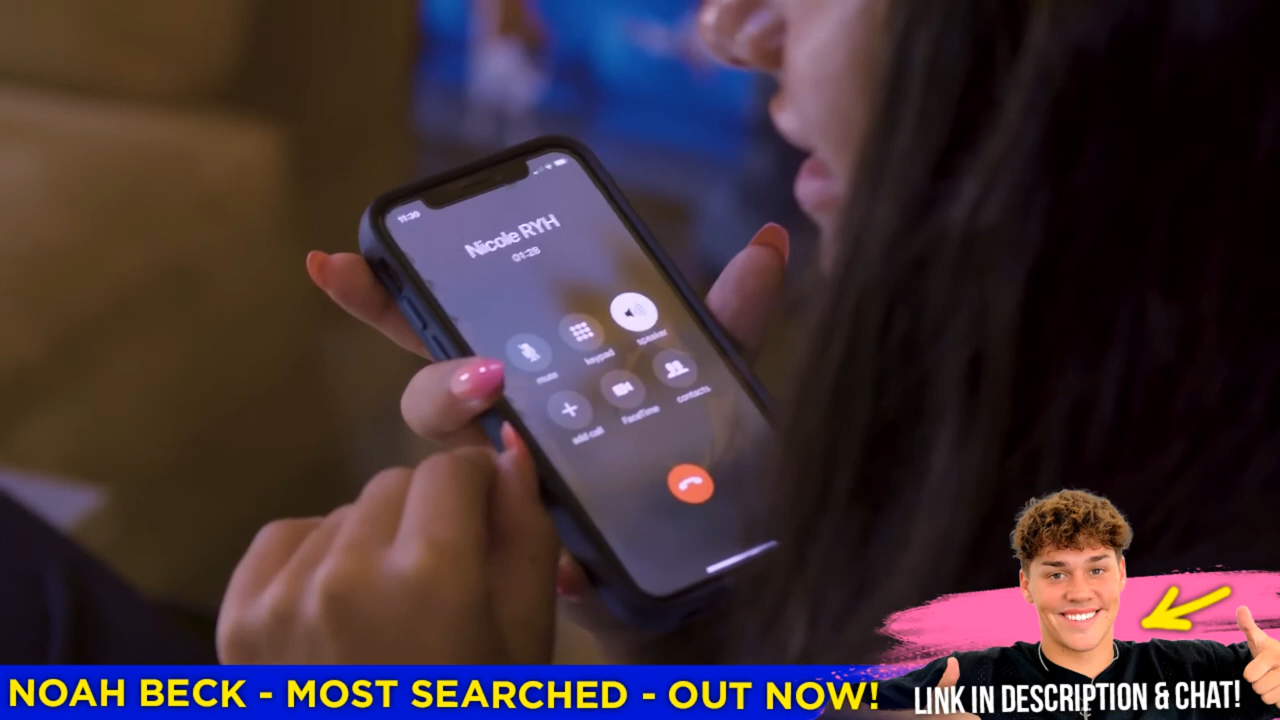 11:30
Nicole RYH
01:28
mute
keypad
speaker
add call
FaceTime
contacts
NOAH BECK - MOST SEARCHED - OUT NOW!
LINK IN DESCRIPTION & CHAT!